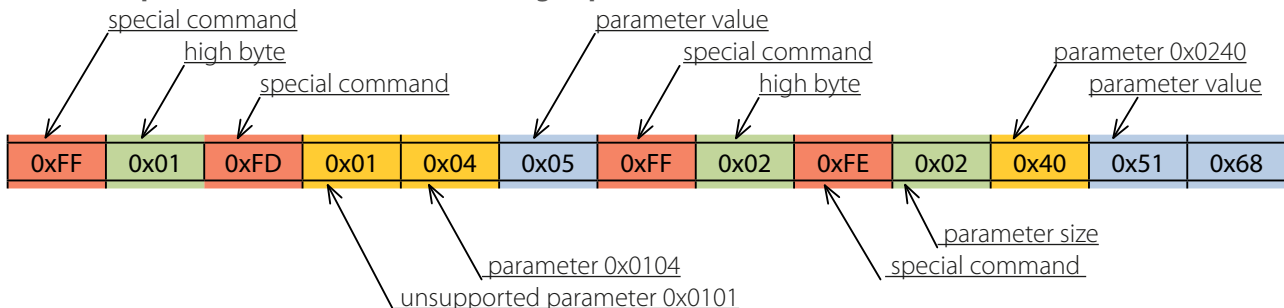 special command
parameter value
high byte
special command
parameter 0x0240
special command
high byte
parameter value
0xFF 0x01 0xFD 0x01 0x04 0x05 0xFF 0x02 0xFE 0x02 0x40 0x51 0x68
parameter size
parameter 0x0104
special command
unsupported parameter 0x0101